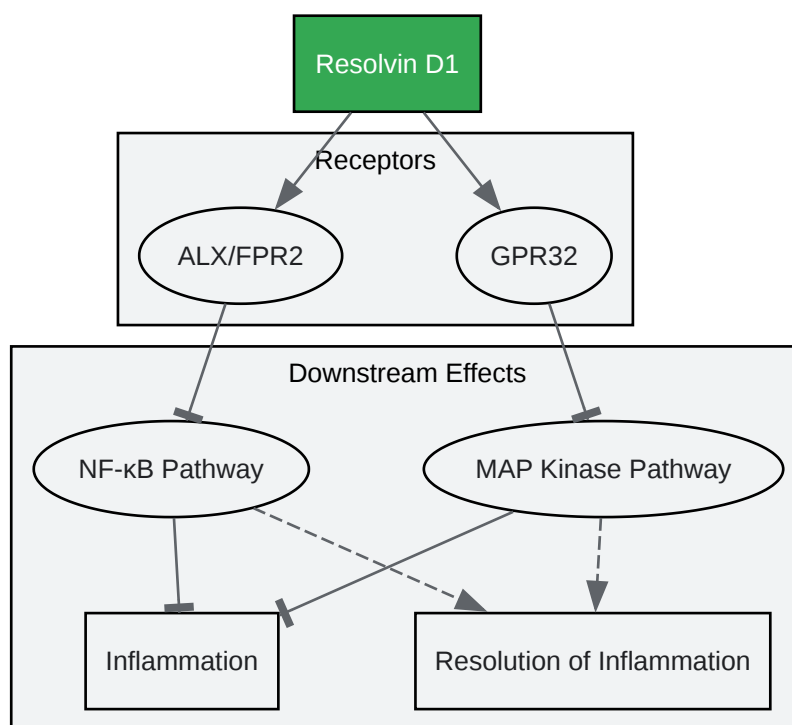 Resolvin D1
Receptors
ALX/FPR2
GPR32
Downstream Effects
NF-κB Pathway
MAP Kinase Pathway
Inflammation
Resolution of Inflammation